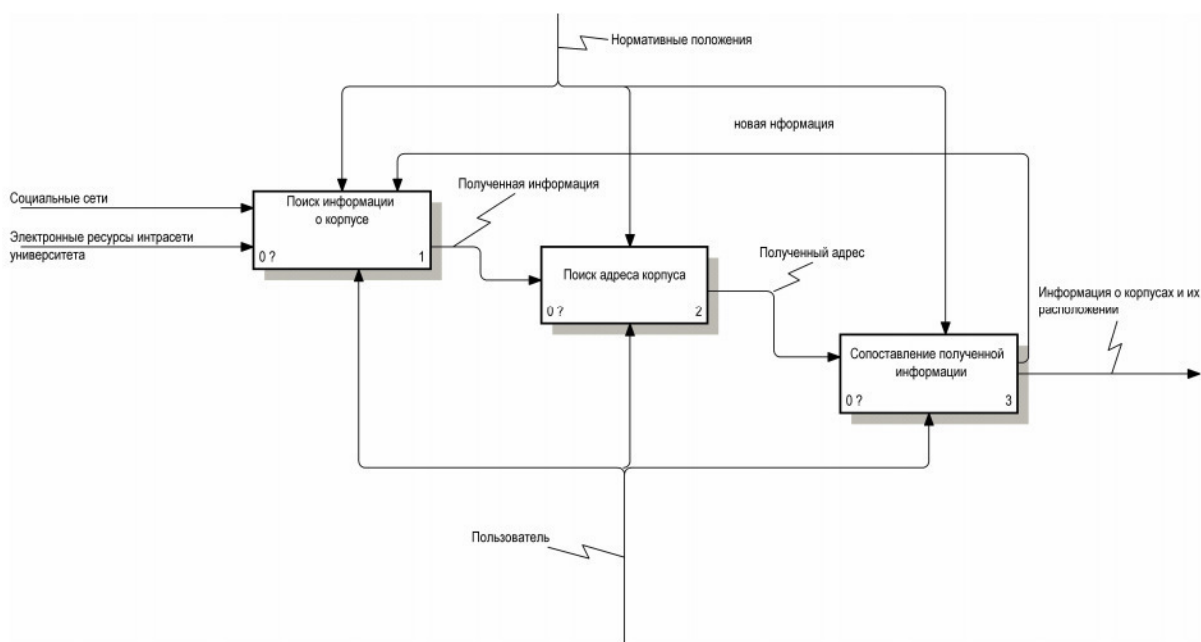 Нормативные положения
новая нформация
Социальные сети
Электронные ресурсы интрасети
университета
Поиск информации
о корпусе
0 ?
1
Полученная информация
Поиск адреса корпуса
0 ?
2
Полученный адрес
Информация о корпусах и их
расположении
Сопоставление полученной
информации
0 ?
3
Пользователь